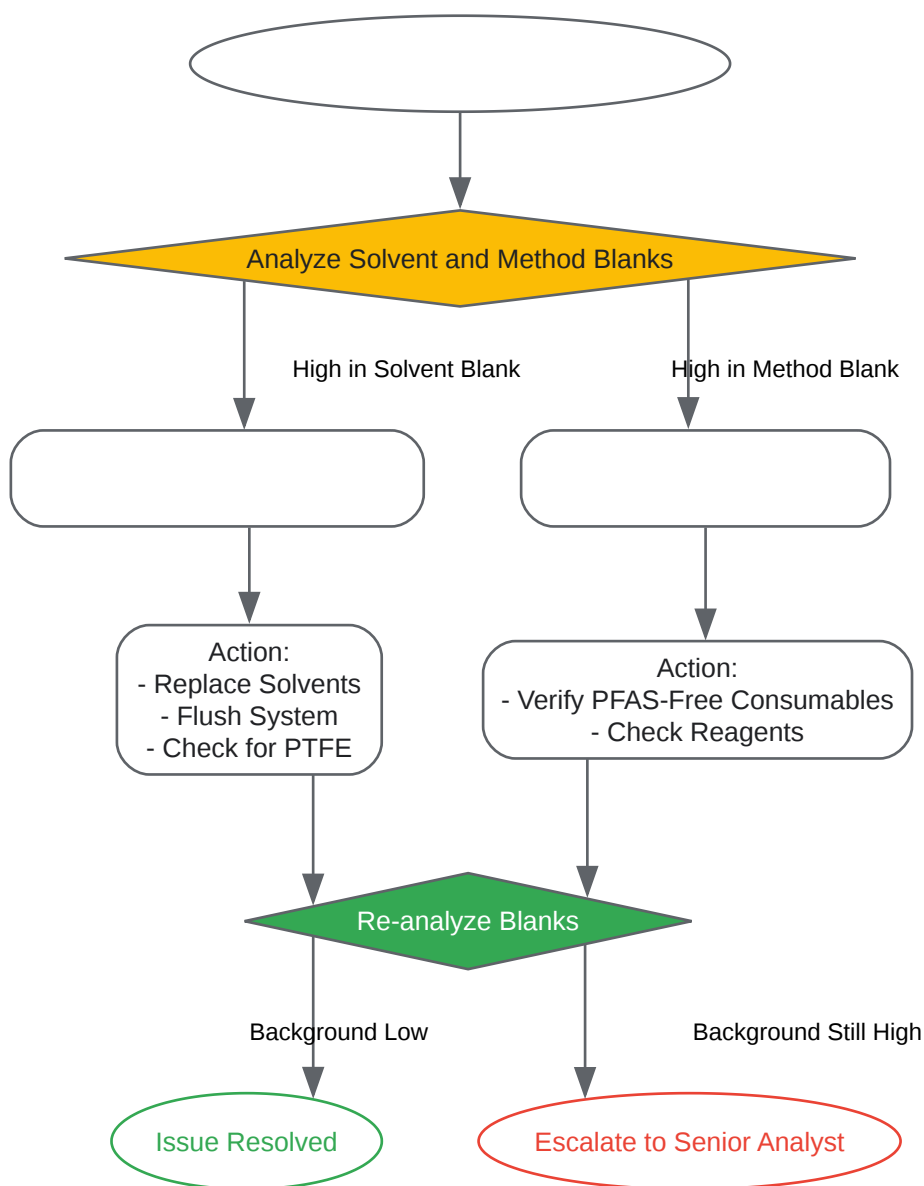 Analyze Solvent and Method Blanks
High in Solvent Blank
High in Method Blank
Action:
- Replace Solvents
- Flush System
- Check for PTFE
Action:
- Verify PFAS-Free Consumables
- Check Reagents
Re-analyze Blanks
Background Low
Background Still High
Issue Resolved
Escalate to Senior Analyst